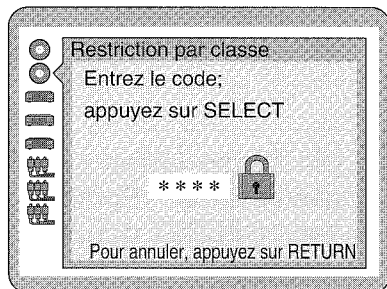 Restriction par classe
Entrez le code;
appuyez sur SELECT
* * * *
Pour annuler, appuyez sur RETURN